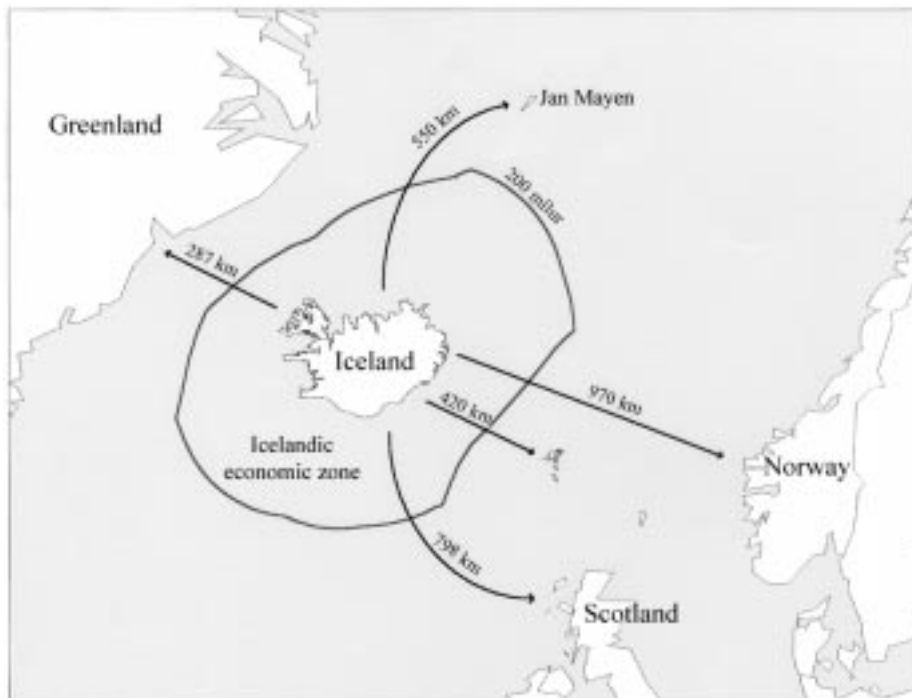 Jan Mayen
Greenland
550 km
200 mílur
287 km
Iceland
970 km
420 km
Icelandic
economic zone
Norway
798 km
Scotland